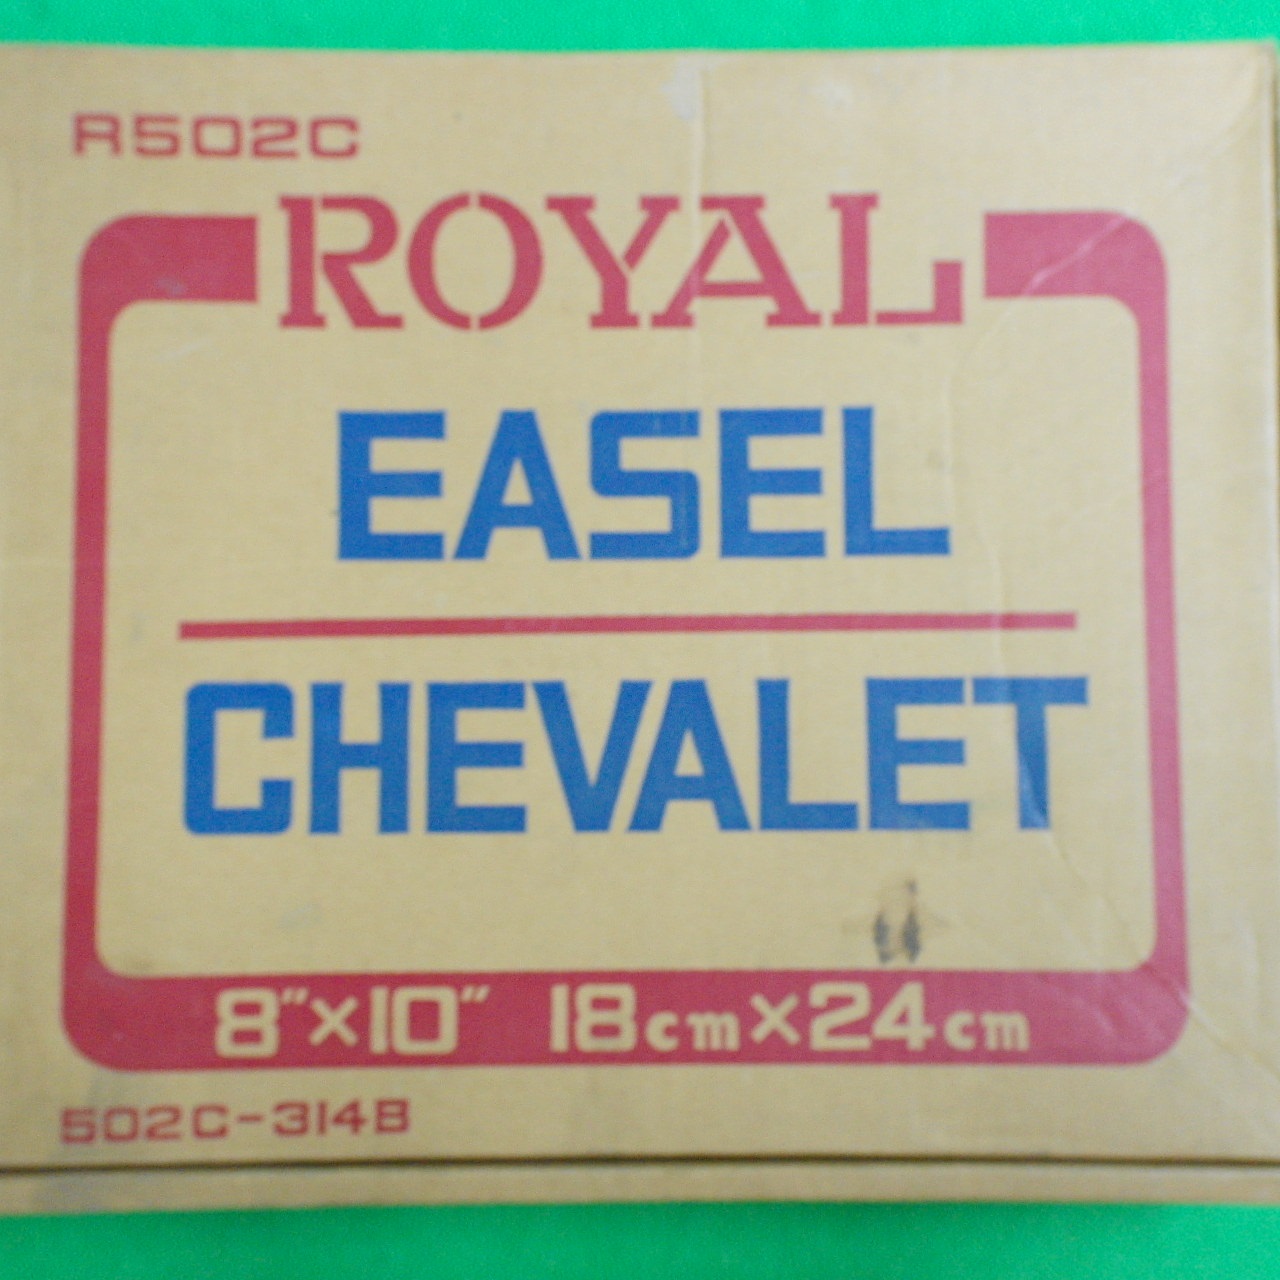 R502C
ROYAL
EASEL
CHEVALET
8"×10" 18cm×24cm
502C-314B